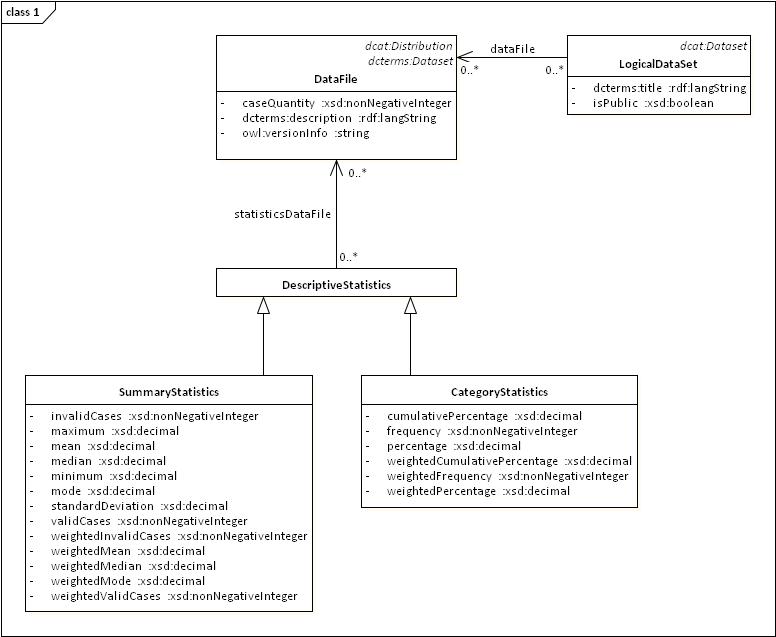 class 1
dcat:Distribution
dcterms:Dataset
DataFile
- caseQuantity :xsd:nonNegativeInteger
- dcterms:description :rdf:langString
- owl:versionInfo :string
dataFile
0..*
0..*
dcat:Dataset
LogicalDataSet
- dcterms:title :rdf:langString
- isPublic :xsd:boolean
0..*
statisticsDataFile
0..*
DescriptiveStatistics
SummaryStatistics
- invalidCases :xsd:nonNegativeInteger
- maximum :xsd:decimal
- mean :xsd:decimal
- median :xsd:decimal
- minimum :xsd:decimal
- mode :xsd:decimal
- standardDeviation :xsd:decimal
- validCases :xsd:nonNegativeInteger
- weightedInvalidCases :xsd:nonNegativeInteger
- weightedMean :xsd:decimal
- weightedMedian :xsd:decimal
- weightedMode :xsd:decimal
- weightedValidCases :xsd:nonNegativeInteger
CategoryStatistics
- cumulativePercentage :xsd:decimal
- frequency :xsd:nonNegativeInteger
- percentage :xsd:decimal
- weightedCumulativePercentage :xsd:decimal
- weightedFrequency :xsd:nonNegativeInteger
- weightedPercentage :xsd:decimal